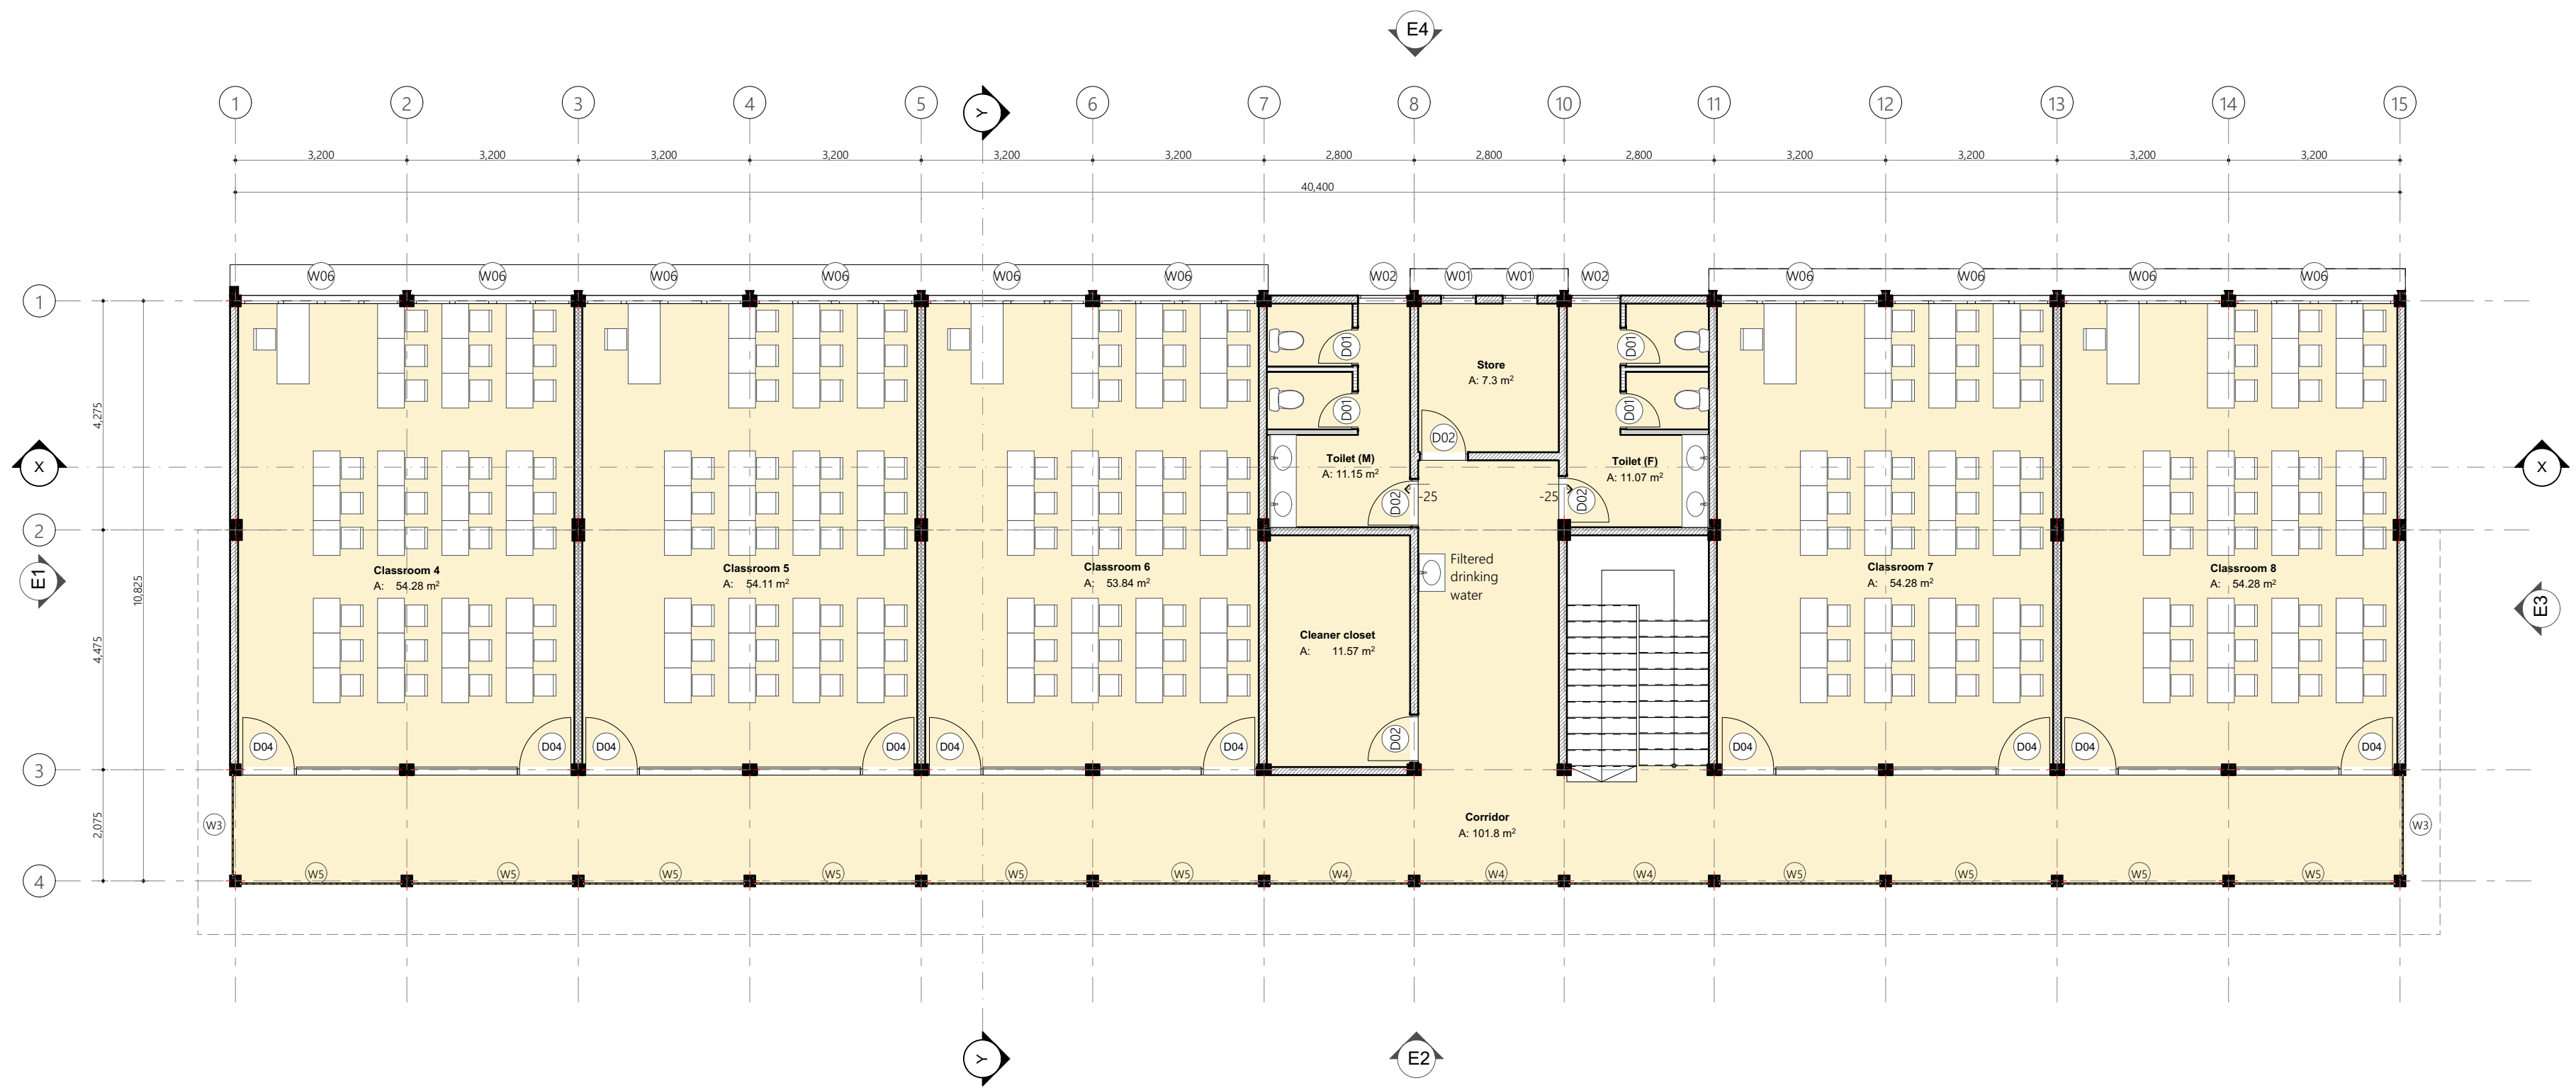 E4
1 2 3 4 5 6 7 8 10 11 12 13 14 15
Y
3,200 3,200 3,200 3,200 3,200 3,200 2,800 2,800 2,800 3,200 3,200 3,200 3,200
40,400
W06 W06 W06 W06 W06 W06 W02 W01 W01 W02 W06 W06 W06 W06
1
D01 D01
Store
A: 7.3 m²
D01 D01
4,275
D02
X X
Toilet (M)
A: 11.15 m²
Toilet (F)
A: 11.07 m²
D02 -25 -25 D02
2
Filtered
drinking
water
E1
10,825
Classroom 4
A: 54.28 m²
Classroom 5
A: 54.11 m²
Classroom 6
A: 53.84 m²
Classroom 7
A: 54.28 m²
Classroom 8
A: 54.28 m²
E3
4,475
Cleaner closet
A: 11.57 m²
D04 D04 D04 D04 D04 D04 D02 D04 D04 D04 D04
3
2,075
W3 W3
Corridor
A: 101.8 m²
W5 W5 W5 W5 W5 W5 W4 W4 W4 W5 W5 W5 W5
4
Y
E2